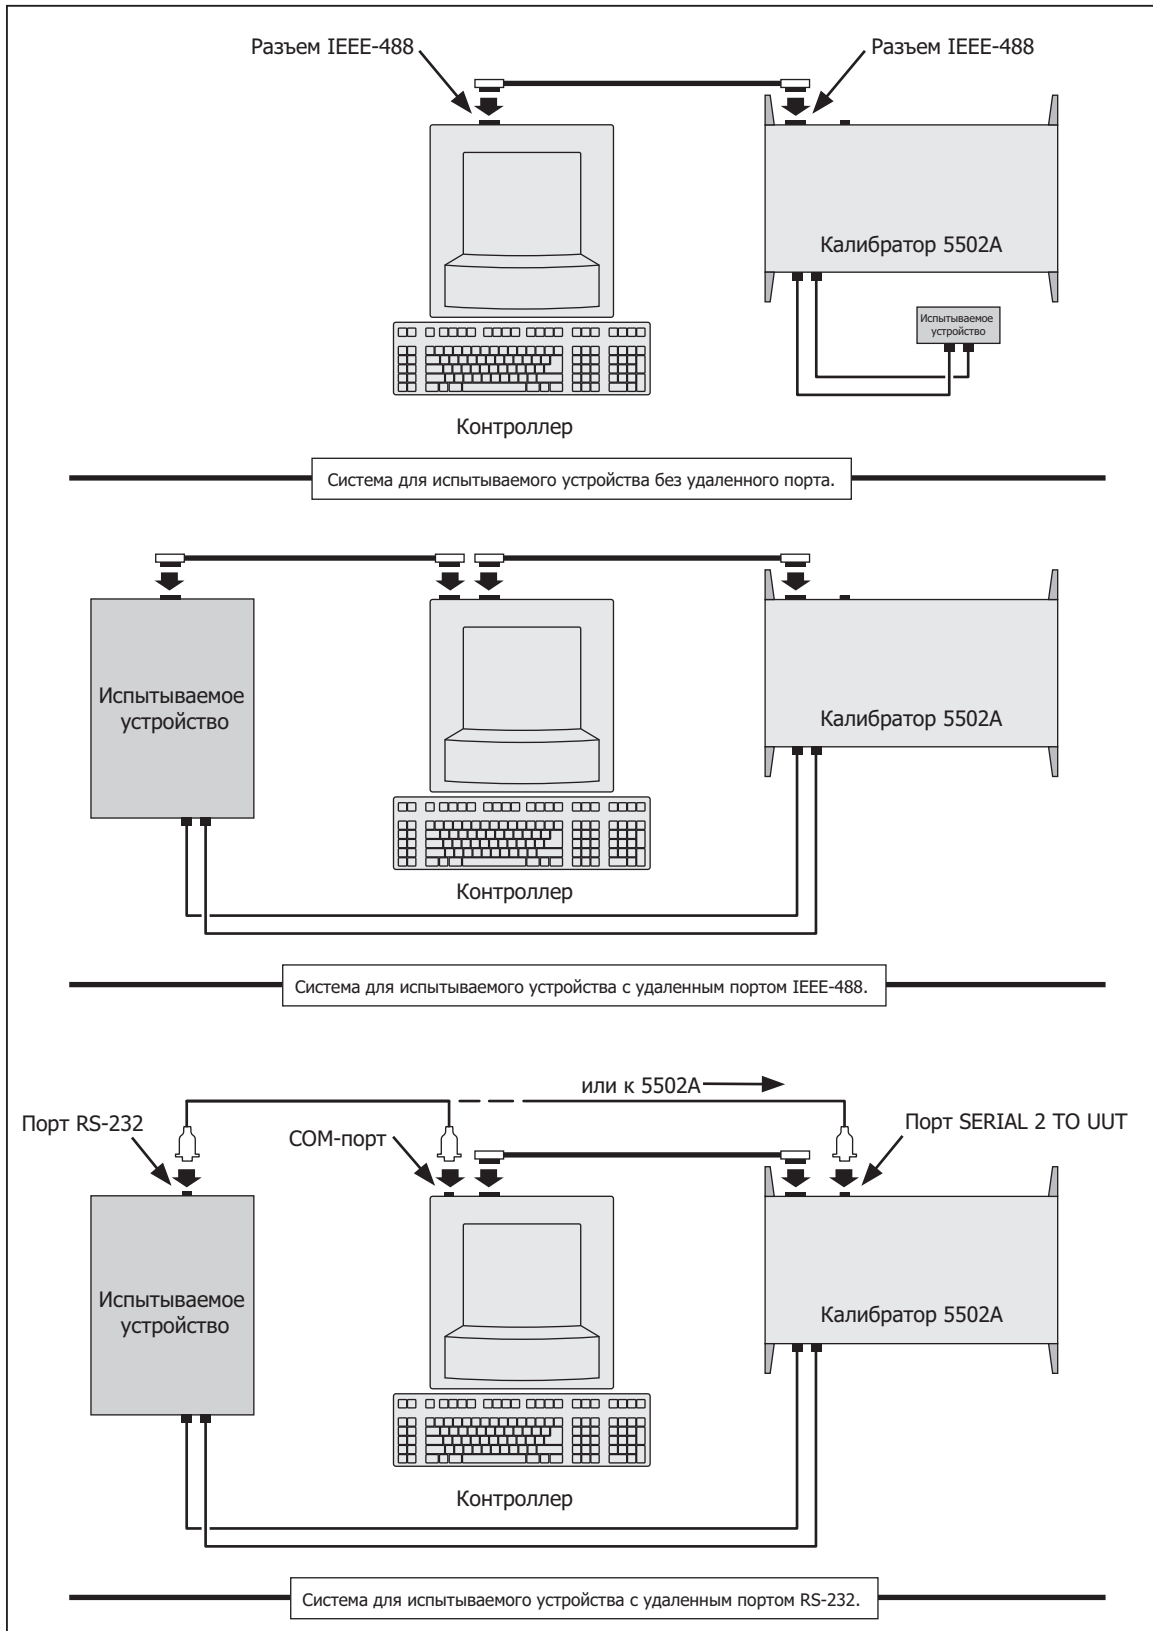 Разъем IEEE-488
Разъем IEEE-488
Калибратор 5502A
Испытываемое
устройство
Контроллер
Система для испытываемого устройства без удаленного порта.
Испытываемое
устройство
Калибратор 5502A
Контроллер
Система для испытываемого устройства с удаленным портом IEEE-488.
или к 5502A
Порт RS-232
COM-порт
Порт SERIAL 2 TO UUT
Испытываемое
устройство
Калибратор 5502A
Контроллер
Система для испытываемого устройства с удаленным портом RS-232.